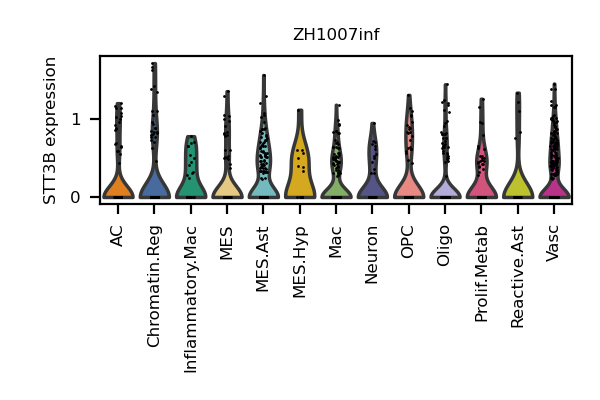 ZH1007inf
STT3B expression
1
0
AC
Chromatin.Reg
Inflammatory.Mac
MES
MES.Ast
MES.Hyp
Mac
Neuron
OPC
Oligo
Prolif.Metab
Reactive.Ast
Vasc